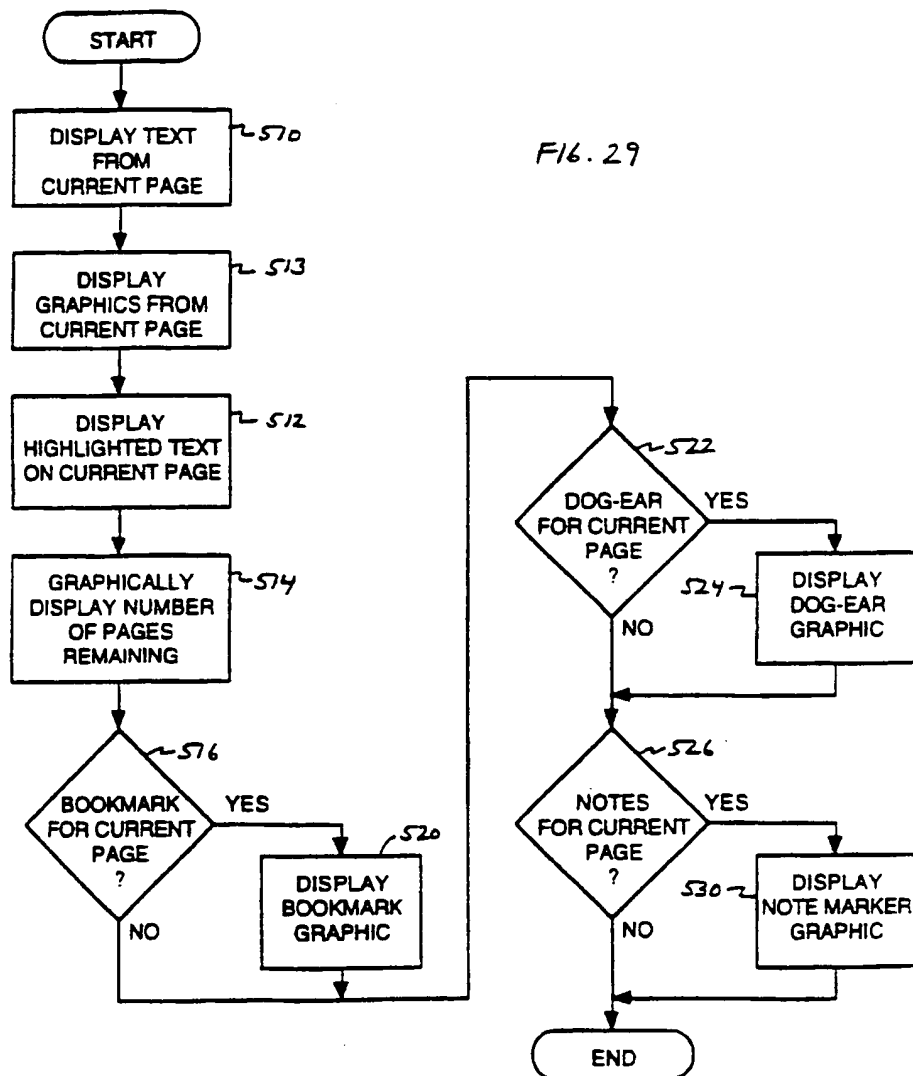 START
DISPLAY TEXT
FROM
CURRENT PAGE
510
FIG. 29
DISPLAY
GRAPHICS FROM
CURRENT PAGE
513
DISPLAY
HIGHLIGHTED TEXT
ON CURRENT PAGE
512
GRAPHICALLY
DISPLAY NUMBER
OF PAGES
REMAINING
514
516
BOOKMARK
FOR CURRENT
PAGE
?
YES
NO
520
DISPLAY
BOOKMARK
GRAPHIC
522
DOG-EAR
FOR CURRENT
PAGE
?
YES
NO
524
DISPLAY
DOG-EAR
GRAPHIC
526
NOTES
FOR CURRENT
PAGE
?
YES
NO
530
DISPLAY
NOTE MARKER
GRAPHIC
END